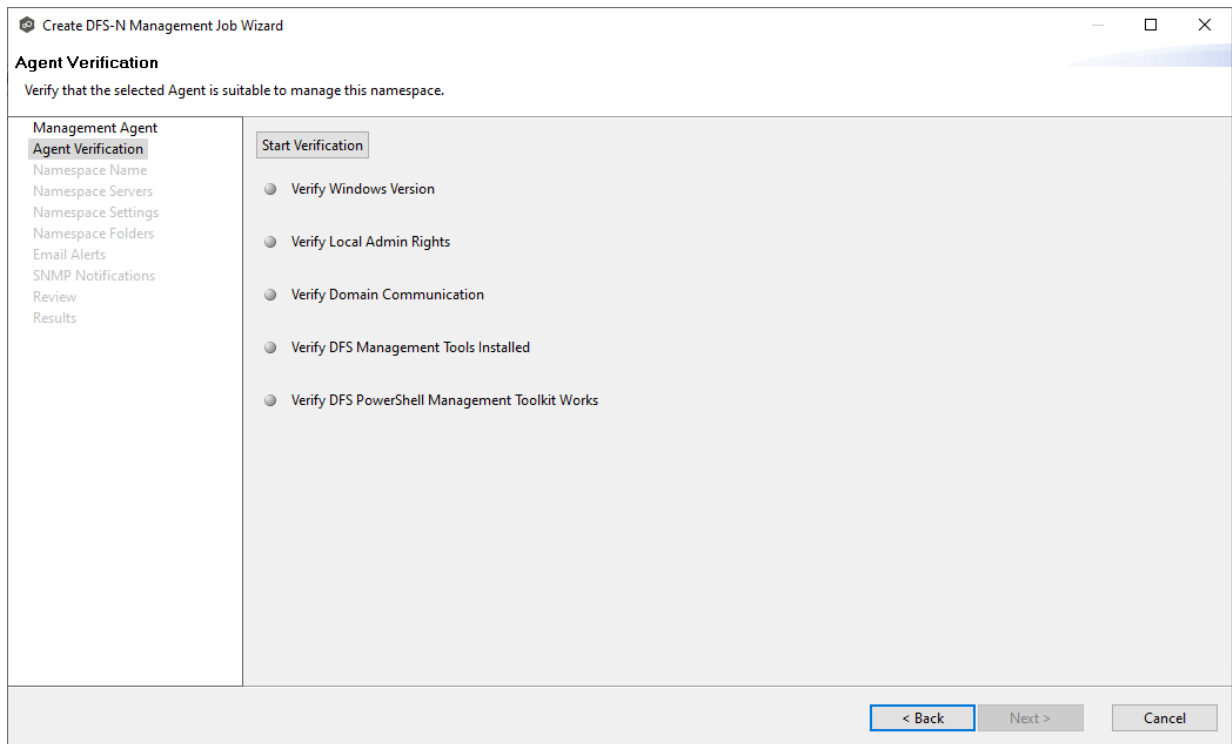 Create DFS-N Management Job Wizard
Agent Verification
Verify that the selected Agent is suitable to manage this namespace.
Management Agent
Agent Verification
Namespace Name
Namespace Servers
Namespace Settings
Namespace Folders
Email Alerts
SNMP Notifications
Review
Results
Start Verification
Verify Windows Version
Verify Local Admin Rights
Verify Domain Communication
Verify DFS Management Tools Installed
Verify DFS PowerShell Management Toolkit Works
< Back
Next >
Cancel